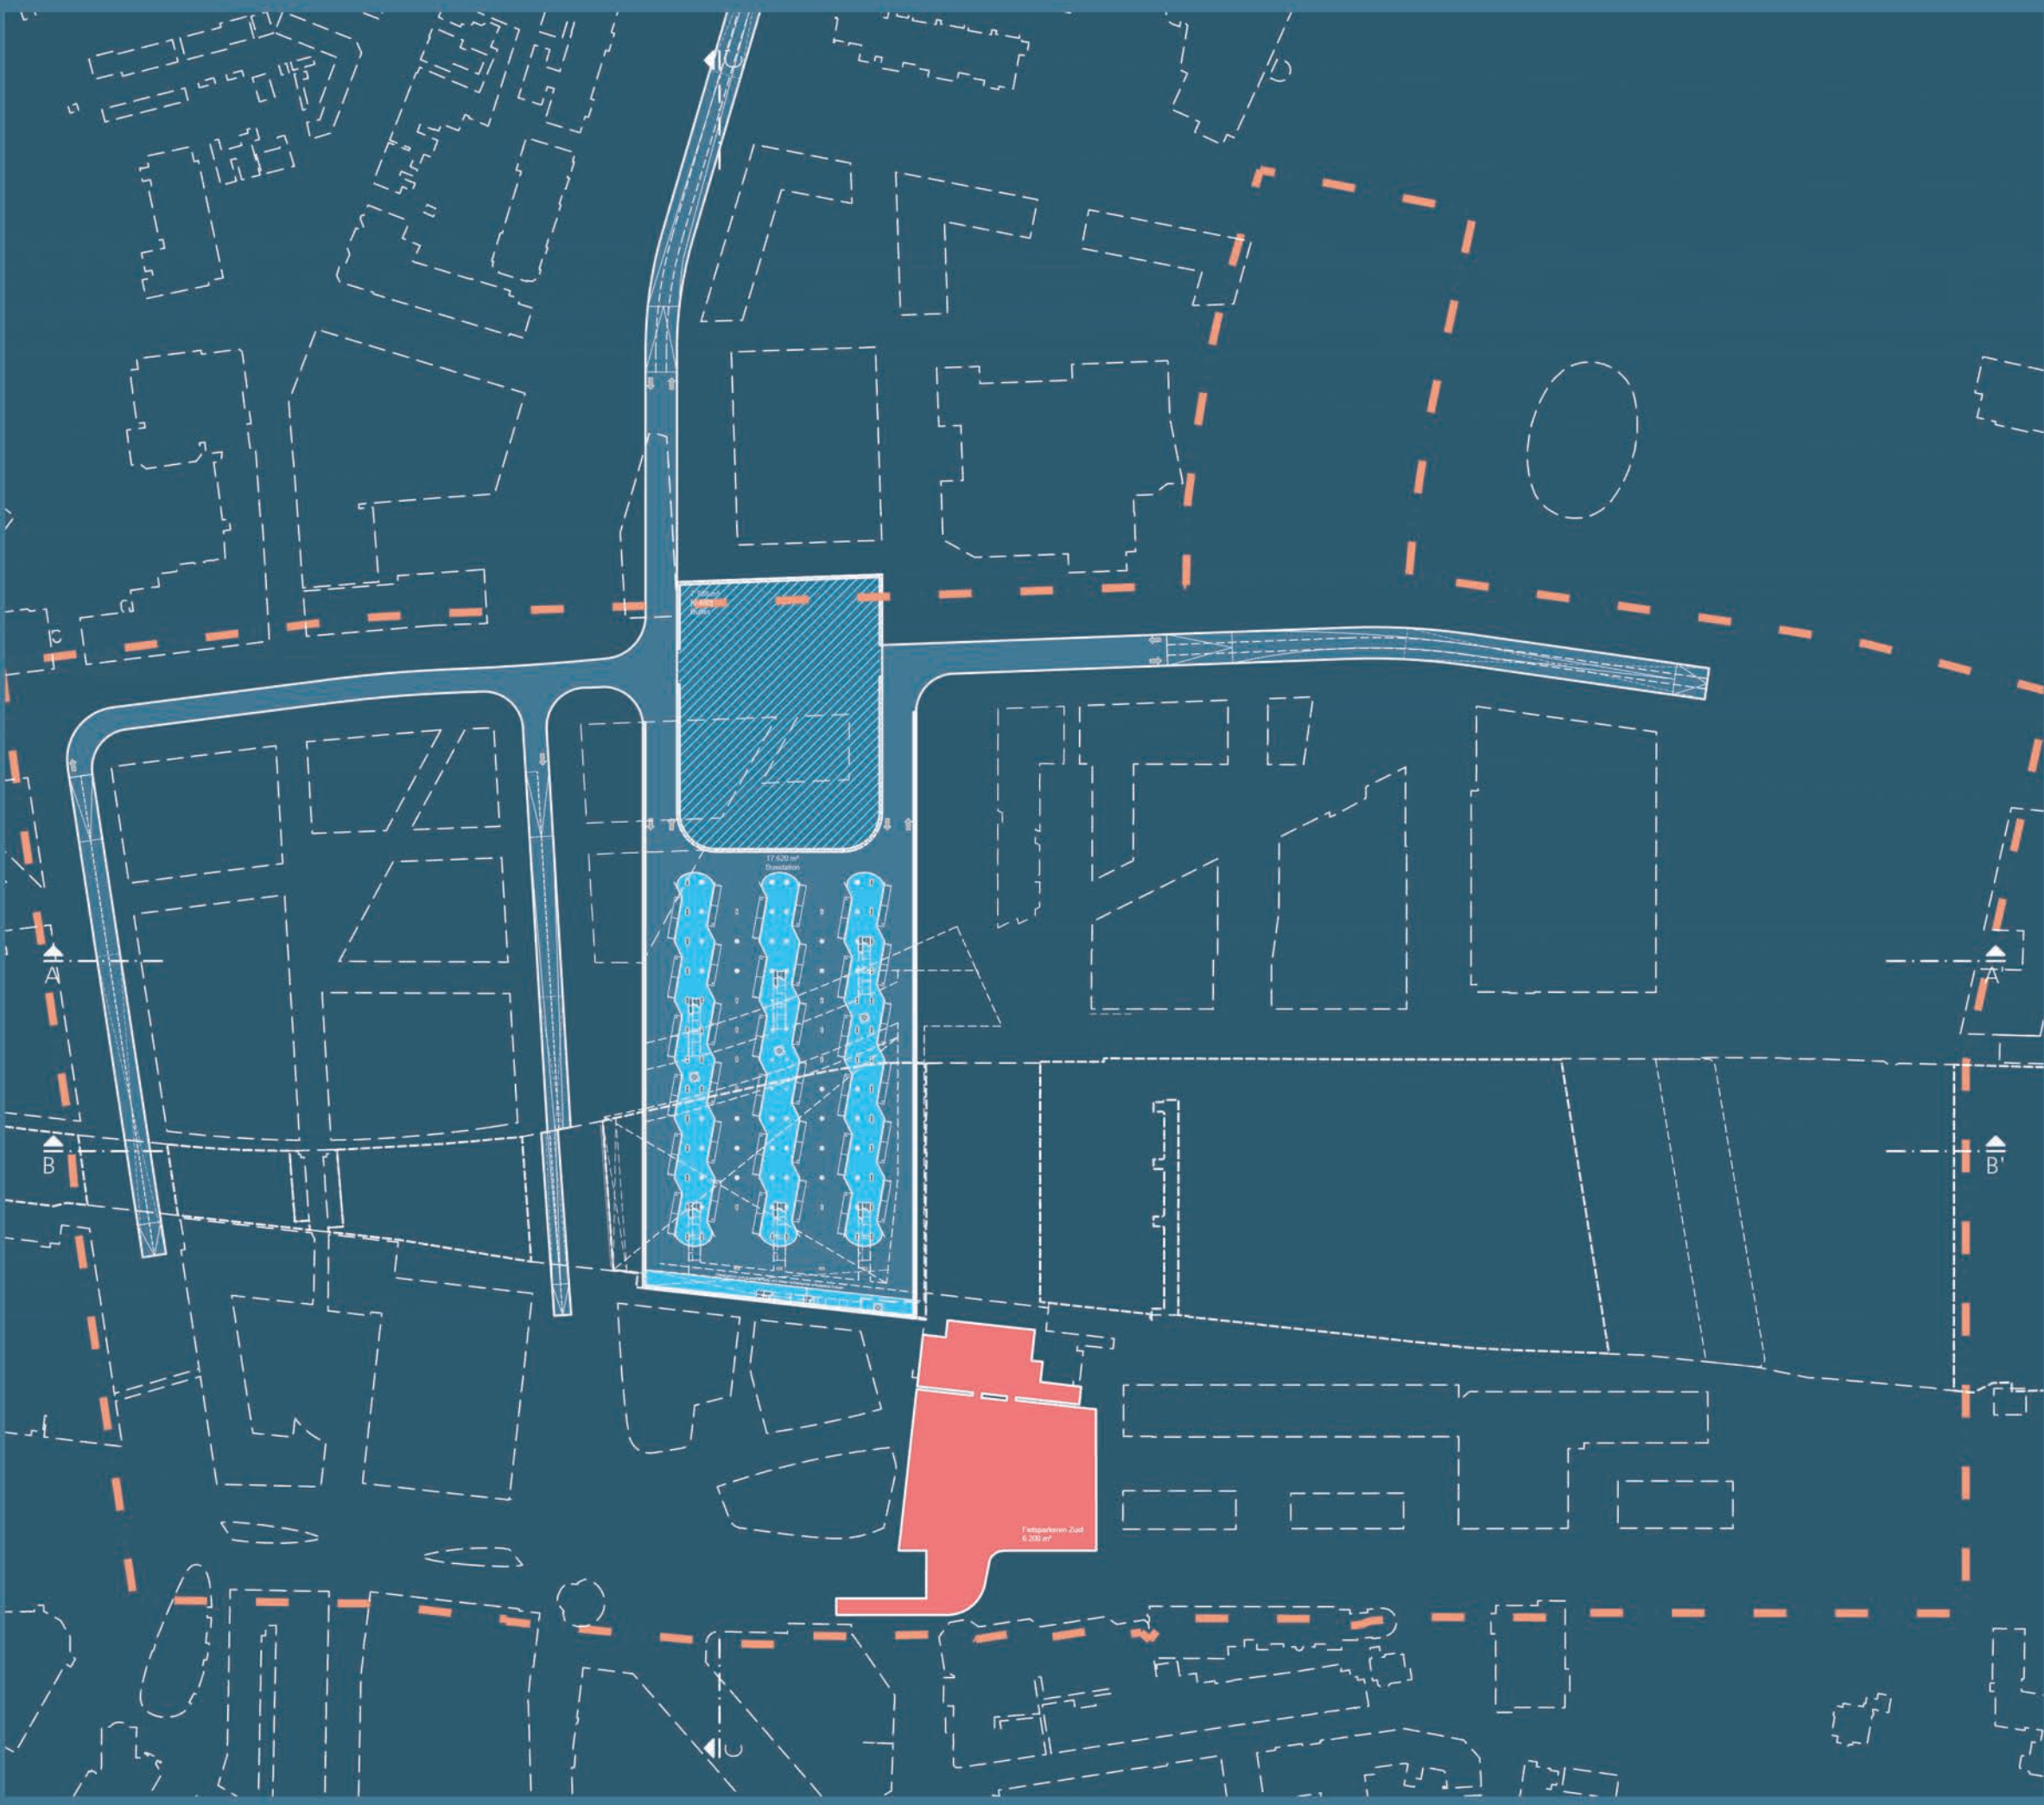 C'
17 620 m²
Busstation
A
A'
B
B'
Fietsparkeren Zuid
6 200 m²
C